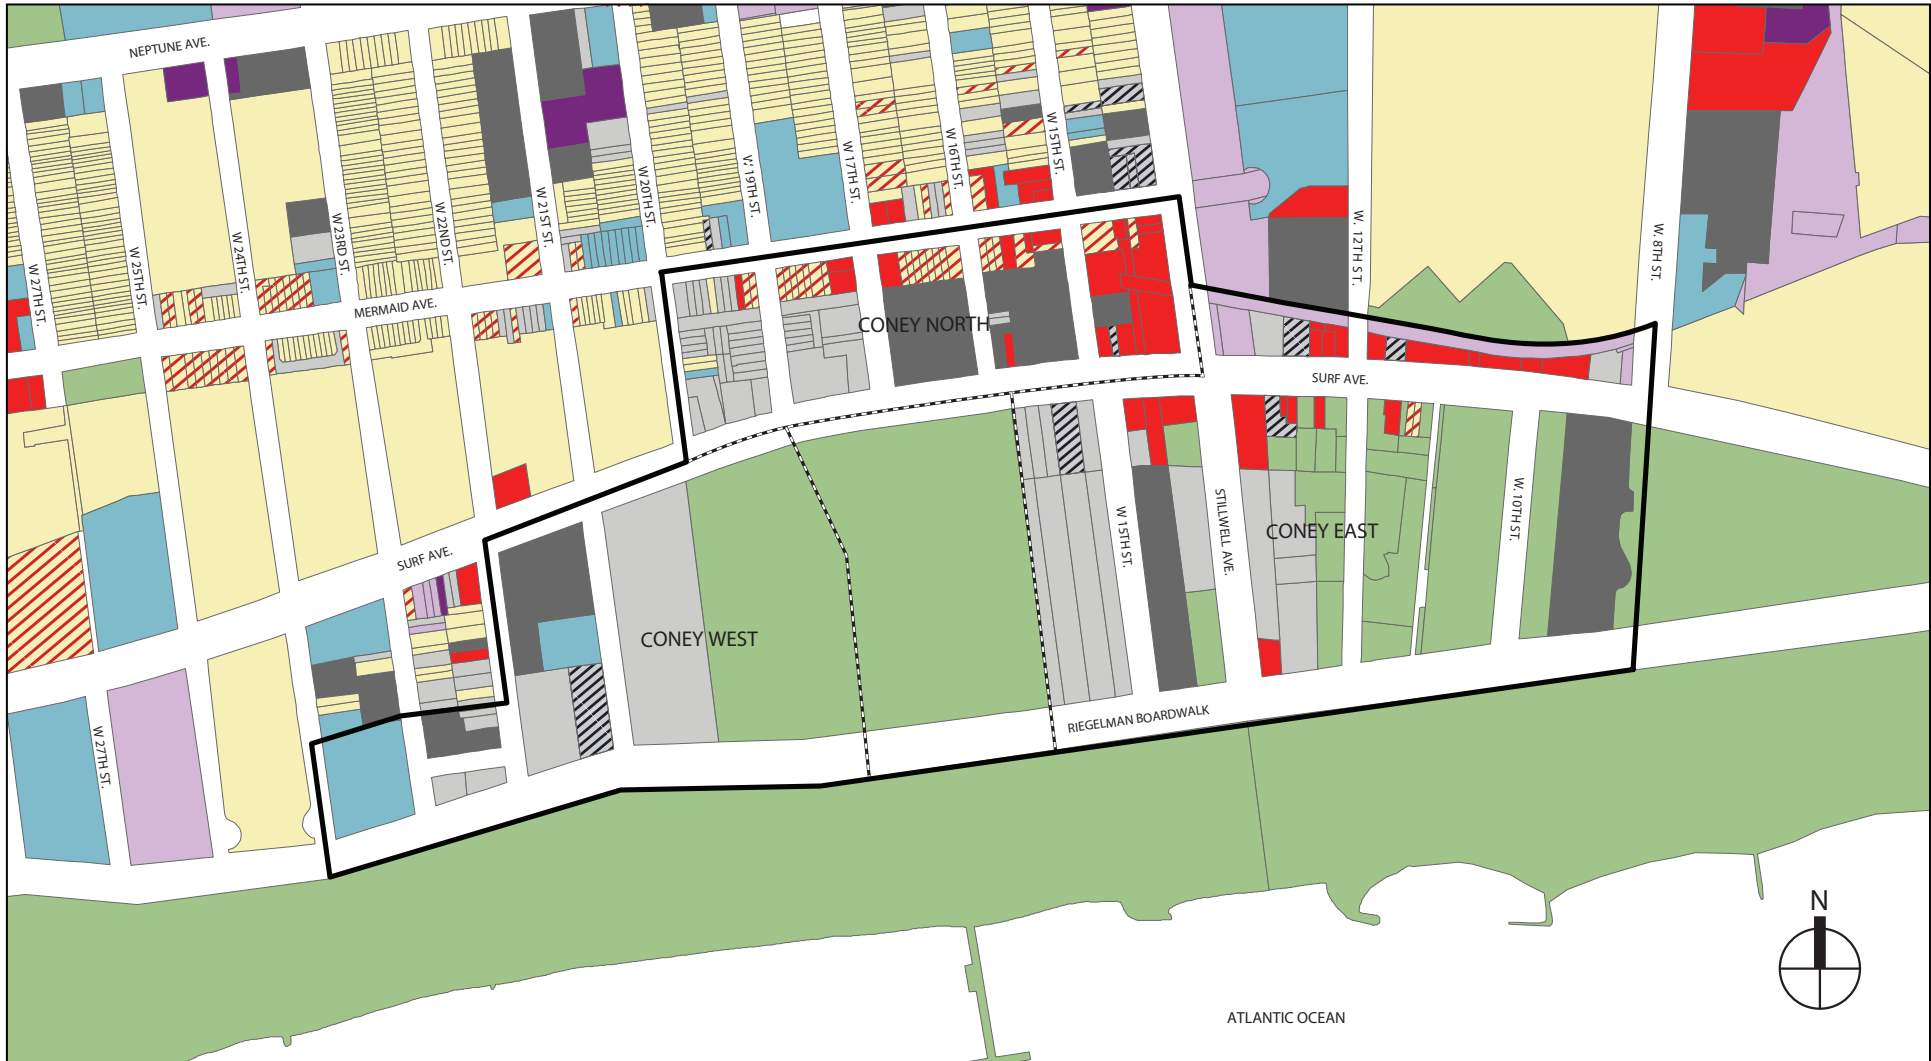 NEPTUNE AVE.
W 16TH ST.
W 15TH ST.
W 17TH ST.
W 19TH ST.
W 20TH ST.
W 21ST ST.
W 22ND ST.
W 23RD ST.
W 24TH ST.
W 25TH ST.
W 27TH ST.
W. 12TH ST.
W. 8TH ST.
MERMAID AVE.
CONEY NORTH
SURF AVE.
W 15TH ST.
STILLWELL AVE.
W. 10TH ST.
CONEY EAST
SURF AVE.
CONEY WEST
RIEGELMAN BOARDWALK
W 27TH ST.
N
ATLANTIC OCEAN